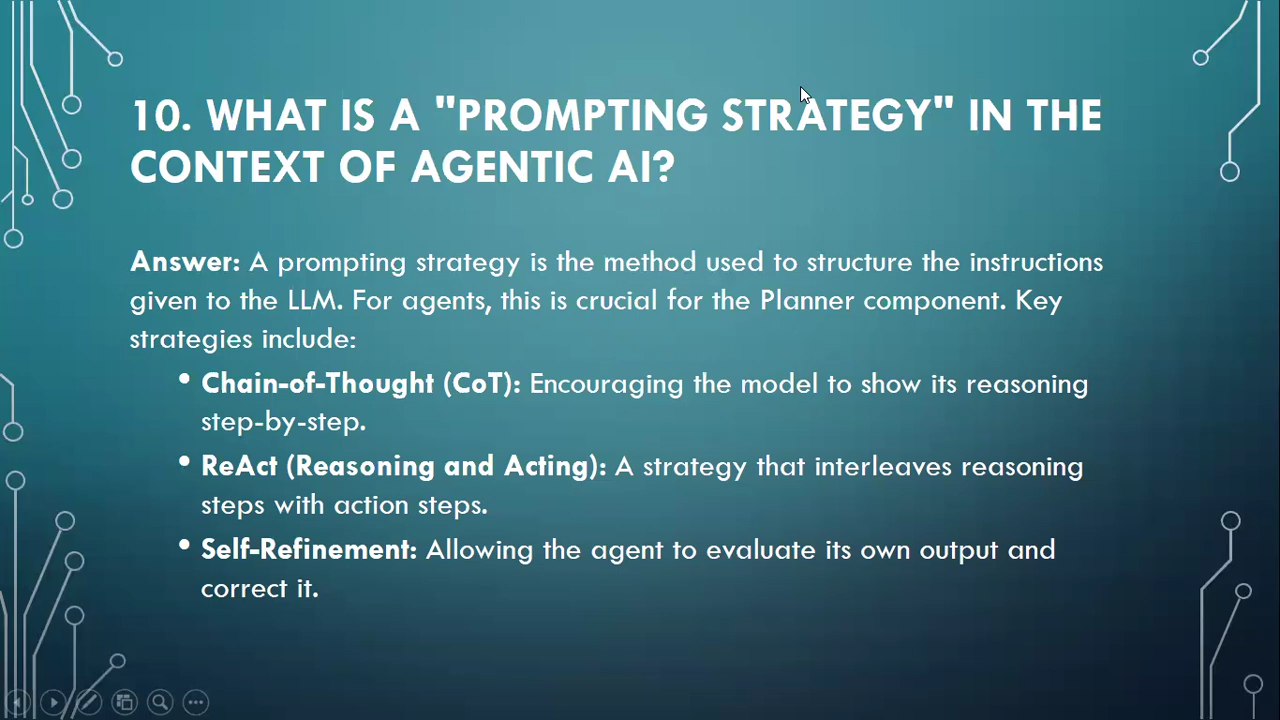 10. WHAT IS A "PROMPTING STRATEGY" IN THE
CONTEXT OF AGENTIC AI?
Answer: A prompting strategy is the method used to structure the instructions
given to the LLM. For agents, this is crucial for the Planner component. Key
strategies include:
• Chain-of-Thought (CoT): Encouraging the model to show its reasoning
step-by-step.
• ReAct (Reasoning and Acting): A strategy that interleaves reasoning
steps with action steps.
• Self-Refinement: Allowing the agent to evaluate its own output and
correct it.